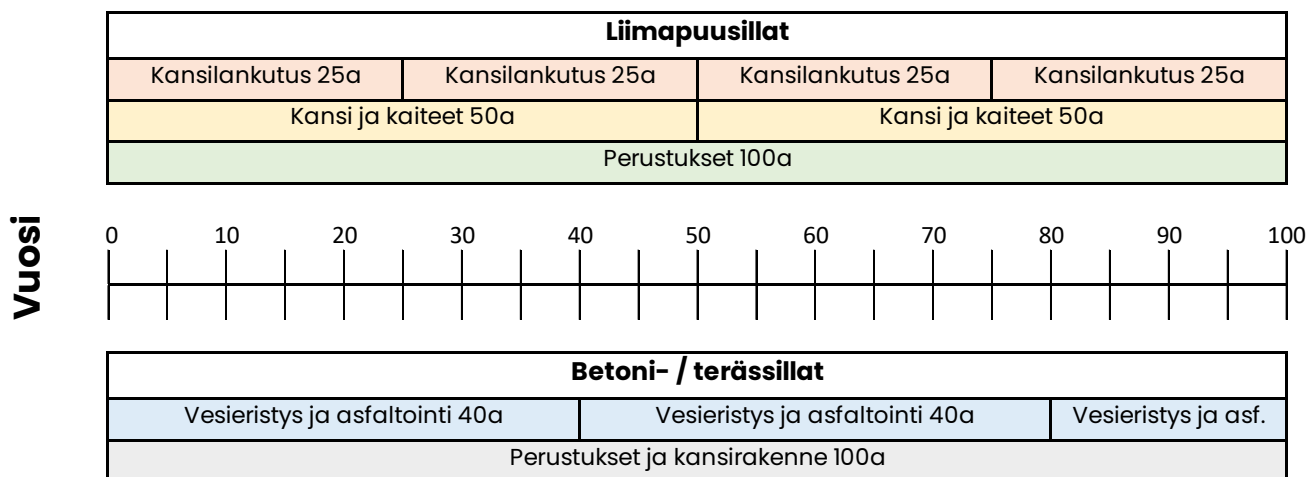 Liimapuusillat
Kansilankutus 25a Kansilankutus 25a Kansilankutus 25a Kansilankutus 25a
Kansi ja kaiteet 50a Kansi ja kaiteet 50a
Perustukset 100a
Vuosi
0 10 20 30 40 50 60 70 80 90 100
Betoni- / terässillat
Vesieristys ja asfaltointi 40a Vesieristys ja asfaltointi 40a Vesieristys ja asf.
Perustukset ja kansirakenne 100a